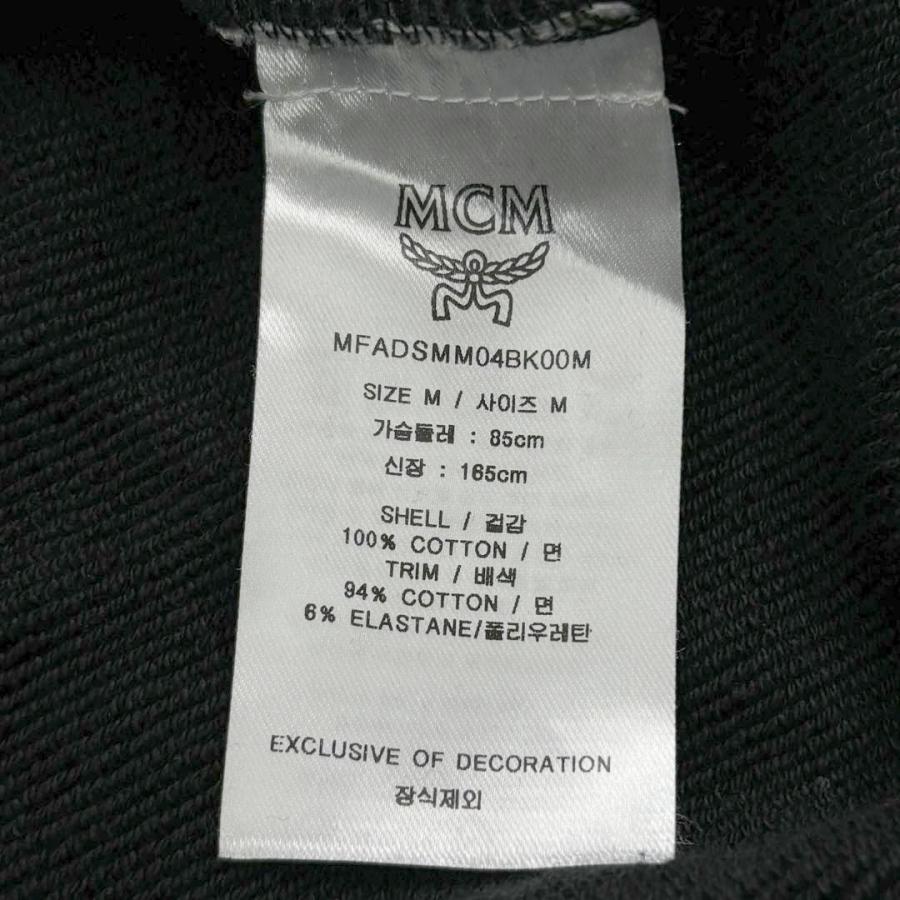 MCM
MFADSMM04BK00M
SIZE M / 사이즈 M
가슴둘레 : 85cm
신장 : 165cm
SHELL / 겉감
100% COTTON / 면
TRIM / 배색
94% COTTON / 면
6% ELASTANE/폴리우레탄
EXCLUSIVE OF DECORATION
장식제외